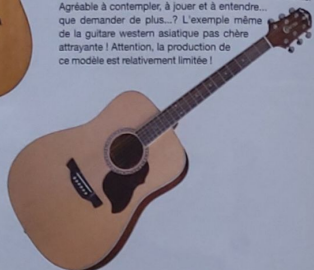 Agréable à contempler, à jouer et à entendre...
que demander de plus...? L'exemple même
de la guitare western asiatique pas chère
attrayante ! Attention, la production de
ce modèle est relativement limitée !